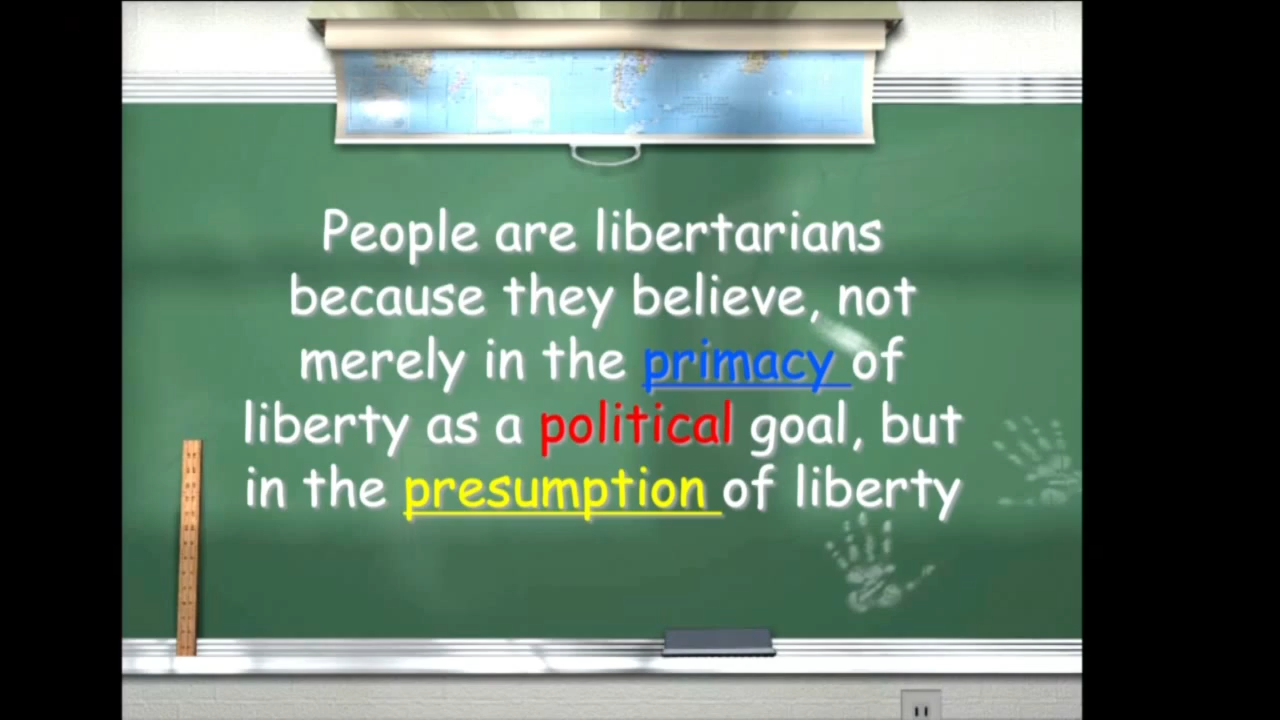 People are libertarians
because they believe, not
merely in the primacy of
liberty as a political goal, but
in the presumption of liberty